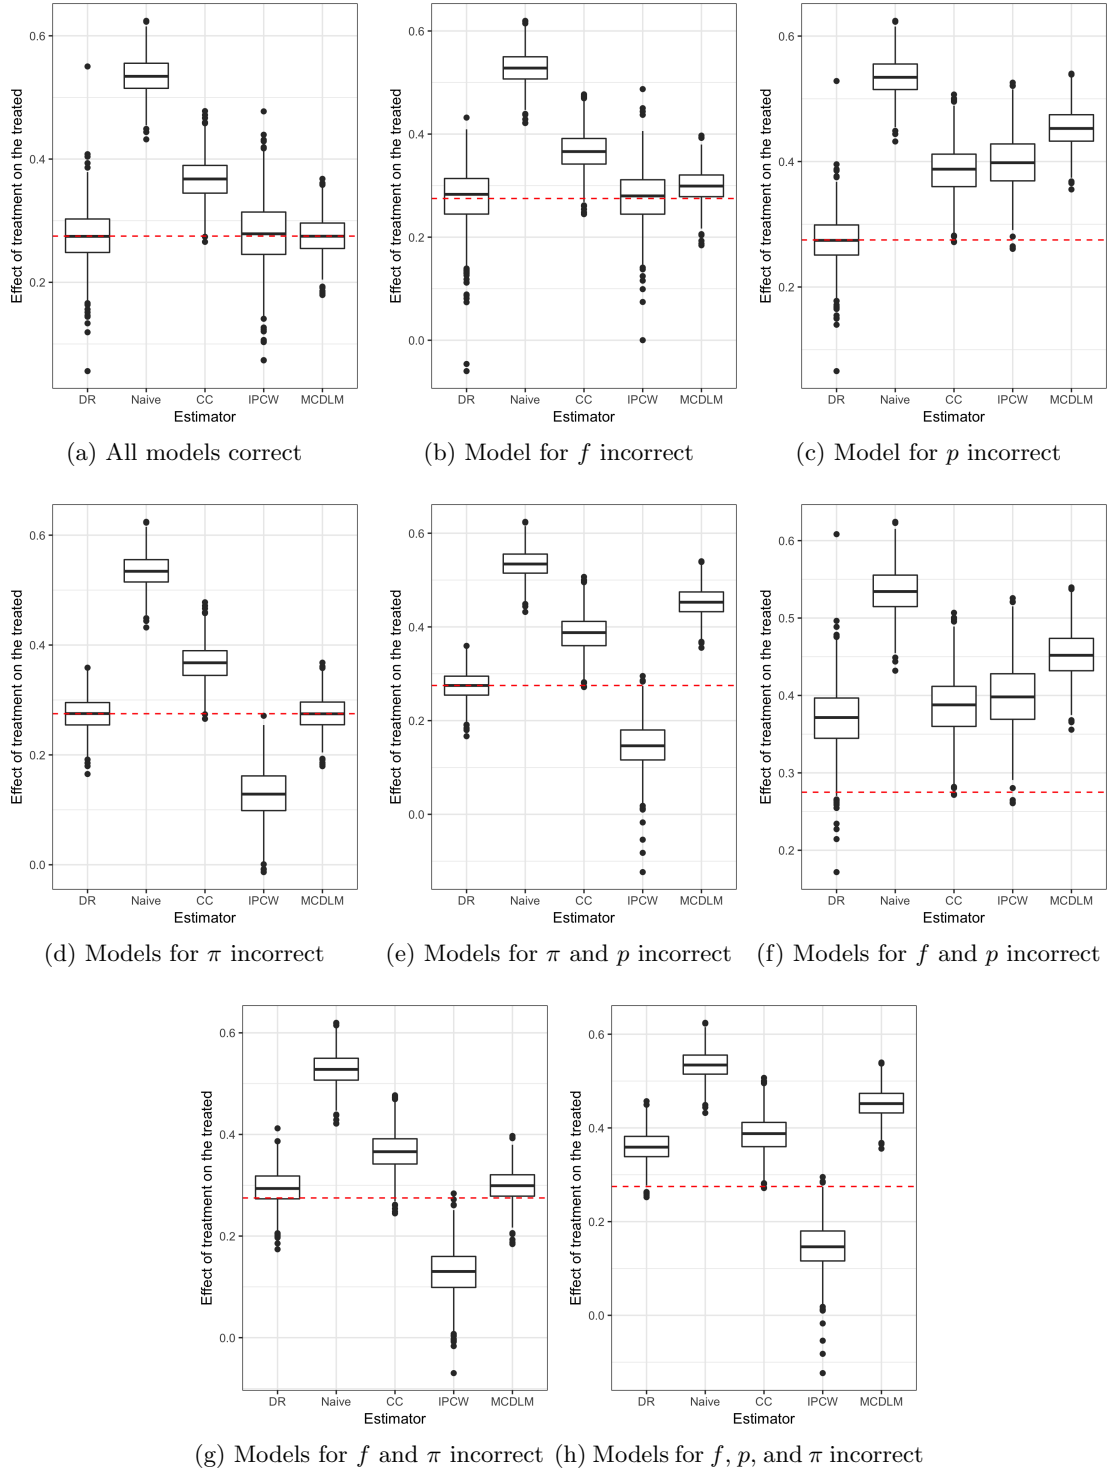 Effect of treatment on the treated
0.6
0.4
0.2
DR Naive CC IPCW MCDLM
Estimator
(a) All models correct
Effect of treatment on the treated
0.6
0.4
0.2
0.0
DR Naive CC IPCW MCDLM
Estimator
(b) Model for f incorrect
Effect of treatment on the treated
0.6
0.4
0.2
DR Naive CC IPCW MCDLM
Estimator
(c) Model for p incorrect
Effect of treatment on the treated
0.6
0.4
0.2
0.0
DR Naive CC IPCW MCDLM
Estimator
(d) Models for π incorrect
Effect of treatment on the treated
0.6
0.4
0.2
0.0
DR Naive CC IPCW MCDLM
Estimator
(e) Models for π and p incorrect
Effect of treatment on the treated
0.6
0.5
0.4
0.3
0.2
DR Naive CC IPCW MCDLM
Estimator
(f) Models for f and p incorrect
Effect of treatment on the treated
0.6
0.4
0.2
0.0
DR Naive CC IPCW MCDLM
Estimator
(g) Models for f and π incorrect
Effect of treatment on the treated
0.6
0.4
0.2
0.0
DR Naive CC IPCW MCDLM
Estimator
(h) Models for f, p, and π incorrect